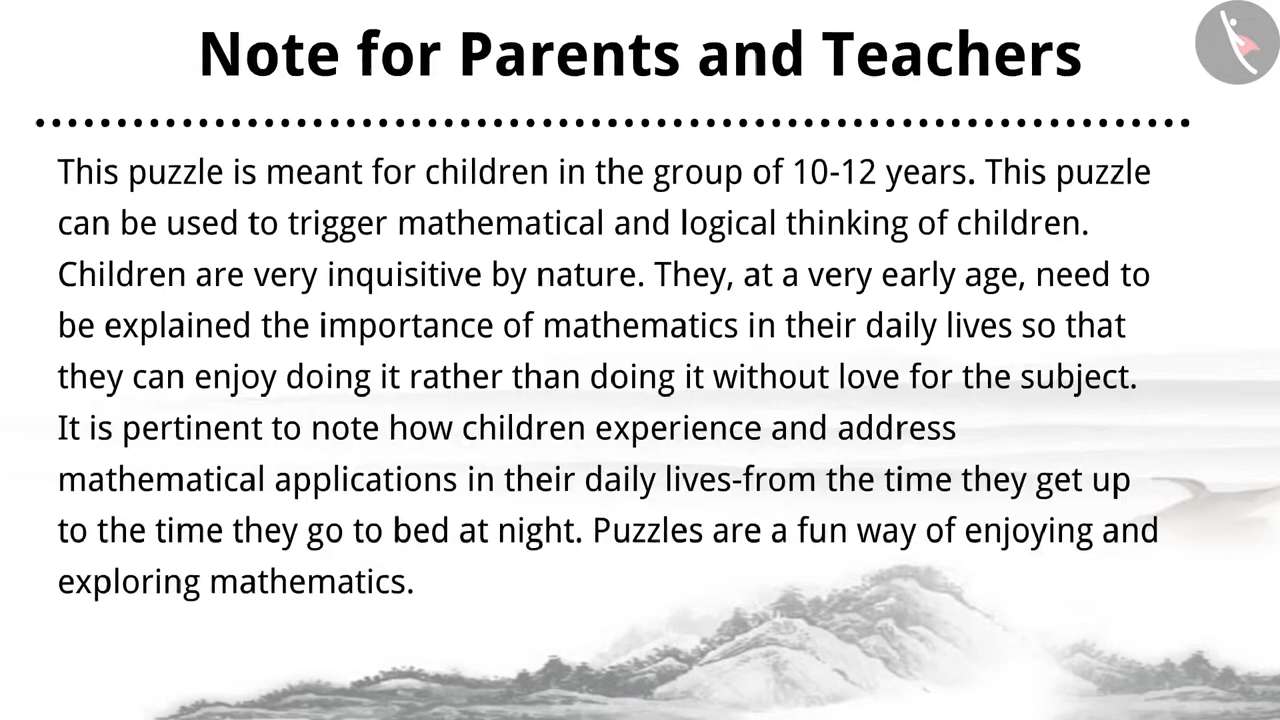 Note for Parents and Teachers
This puzzle is meant for children in the group of 10-12 years. This puzzle
can be used to trigger mathematical and logical thinking of children.
Children are very inquisitive by nature. They, at a very early age, need to
be explained the importance of mathematics in their daily lives so that
they can enjoy doing it rather than doing it without love for the subject.
It is pertinent to note how children experience and address
mathematical applications in their daily lives-from the time they get up
to the time they go to bed at night. Puzzles are a fun way of enjoying and
exploring mathematics.